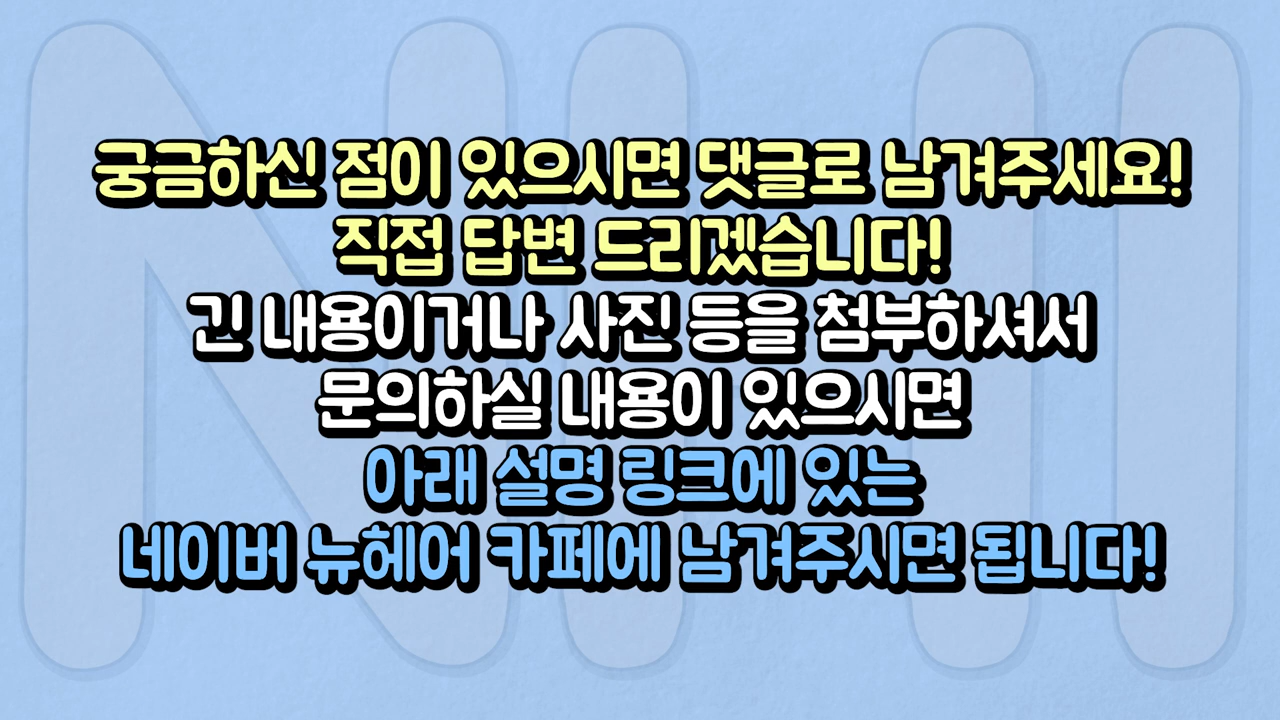 궁금하신 점이 있으시면 댓글로 남겨주세요!
직접 답변 드리겠습니다!
긴 내용이거나 사진 등을 첨부하셔서
문의하실 내용이 있으시면
아래 설명 링크에 있는
네이버 뉴헤어 카페에 남겨주시면 됩니다!